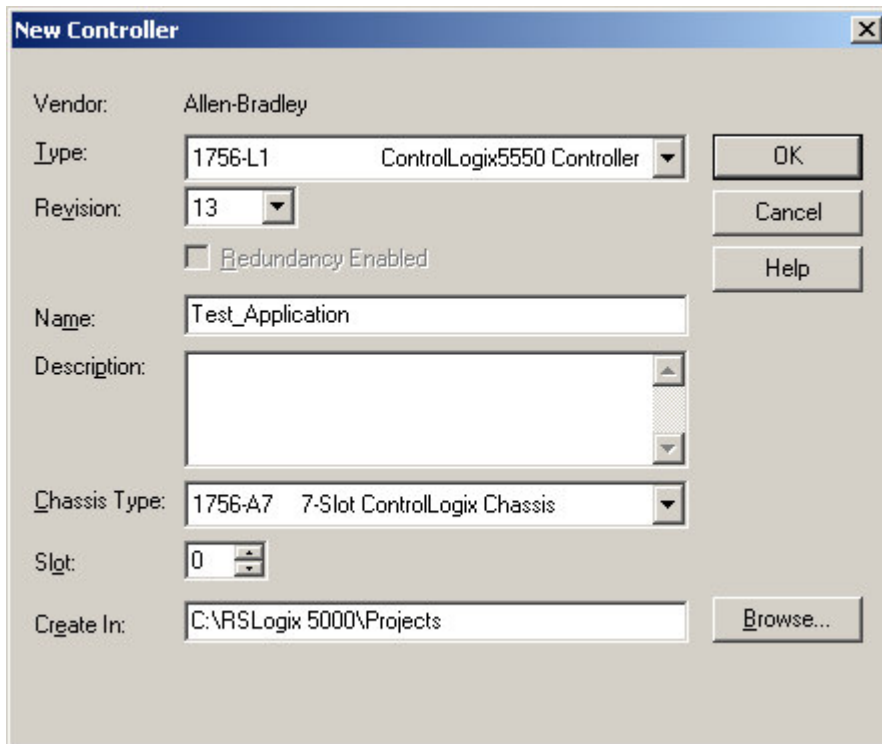 New Controller
Vendor: Allen-Bradley
Type: 1756-L1 ControlLogix5550 Controller OK
Revision: 13 Cancel
Redundancy Enabled Help
Name: Test_Application
Description:
Chassis Type: 1756-A7 7-Slot ControlLogix Chassis
Slot: 0
Create In: C:\RSLogix 5000\Projects Browse...